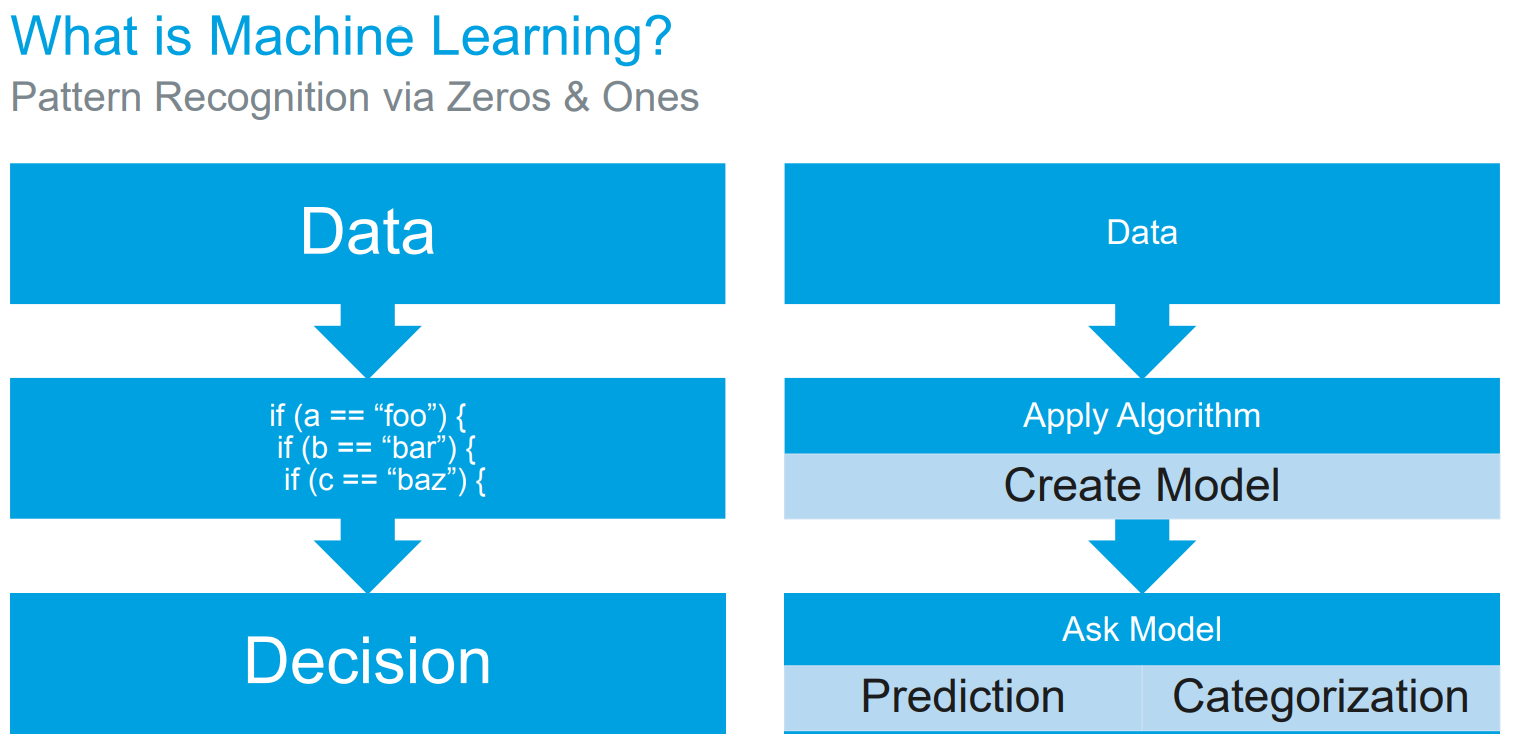 What is Machine Learning?
Pattern Recognition via Zeros & Ones
Data
if (a == “foo”) {
if (b == “bar”) {
if (c == “baz”) {
Decision
Data
Apply Algorithm
Create Model
Ask Model
Prediction
Categorization